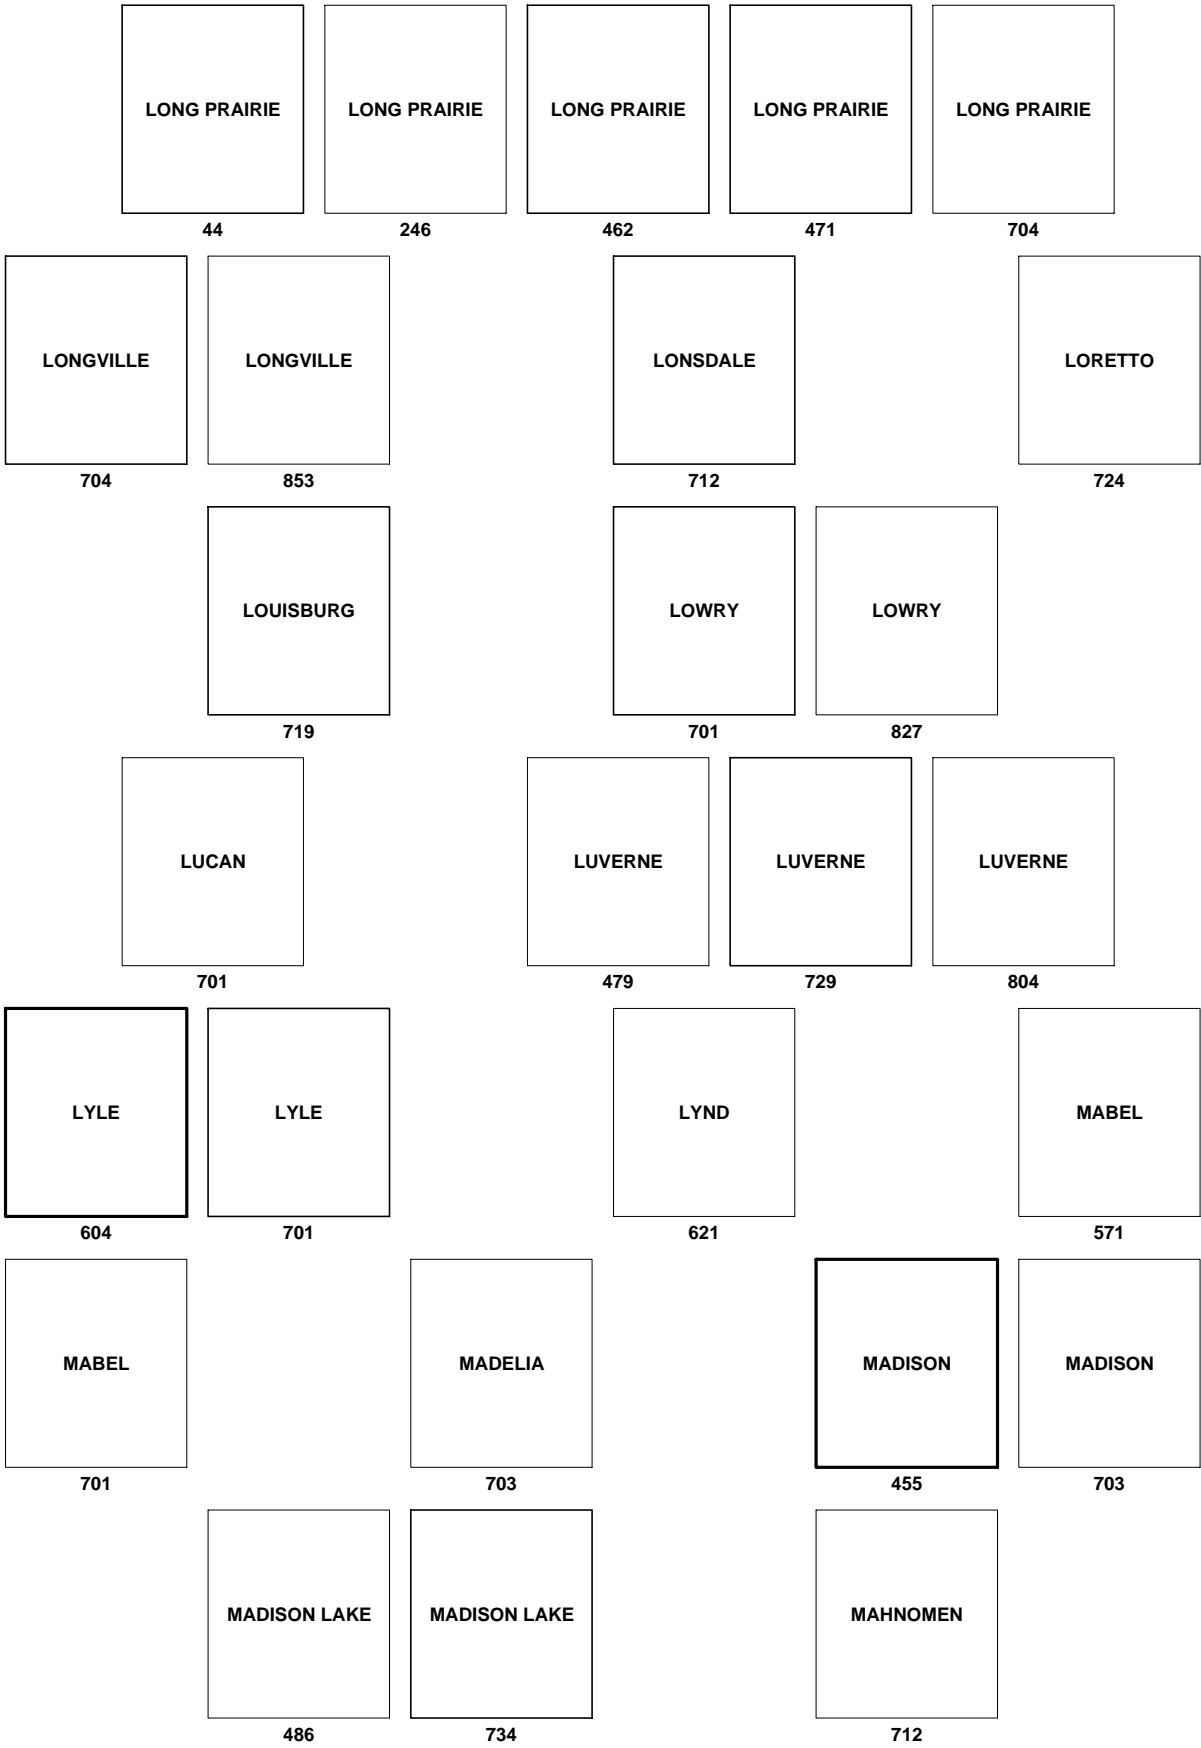 LONG PRAIRIE LONG PRAIRIE LONG PRAIRIE LONG PRAIRIE LONG PRAIRIE
44 246 462 471 704
LONGVILLE LONGVILLE LONSDALE LORETTO
704 853 712 724
LOUISBURG LOWRY LOWRY
719 701 827
LUCAN LUVERNE LUVERNE LUVERNE
701 479 729 804
LYLE LYLE LYND MABEL
604 701 621 571
MABEL MADELIA MADISON MADISON
701 703 455 703
MADISON LAKE MADISON LAKE MAHNOMEN
486 734 712